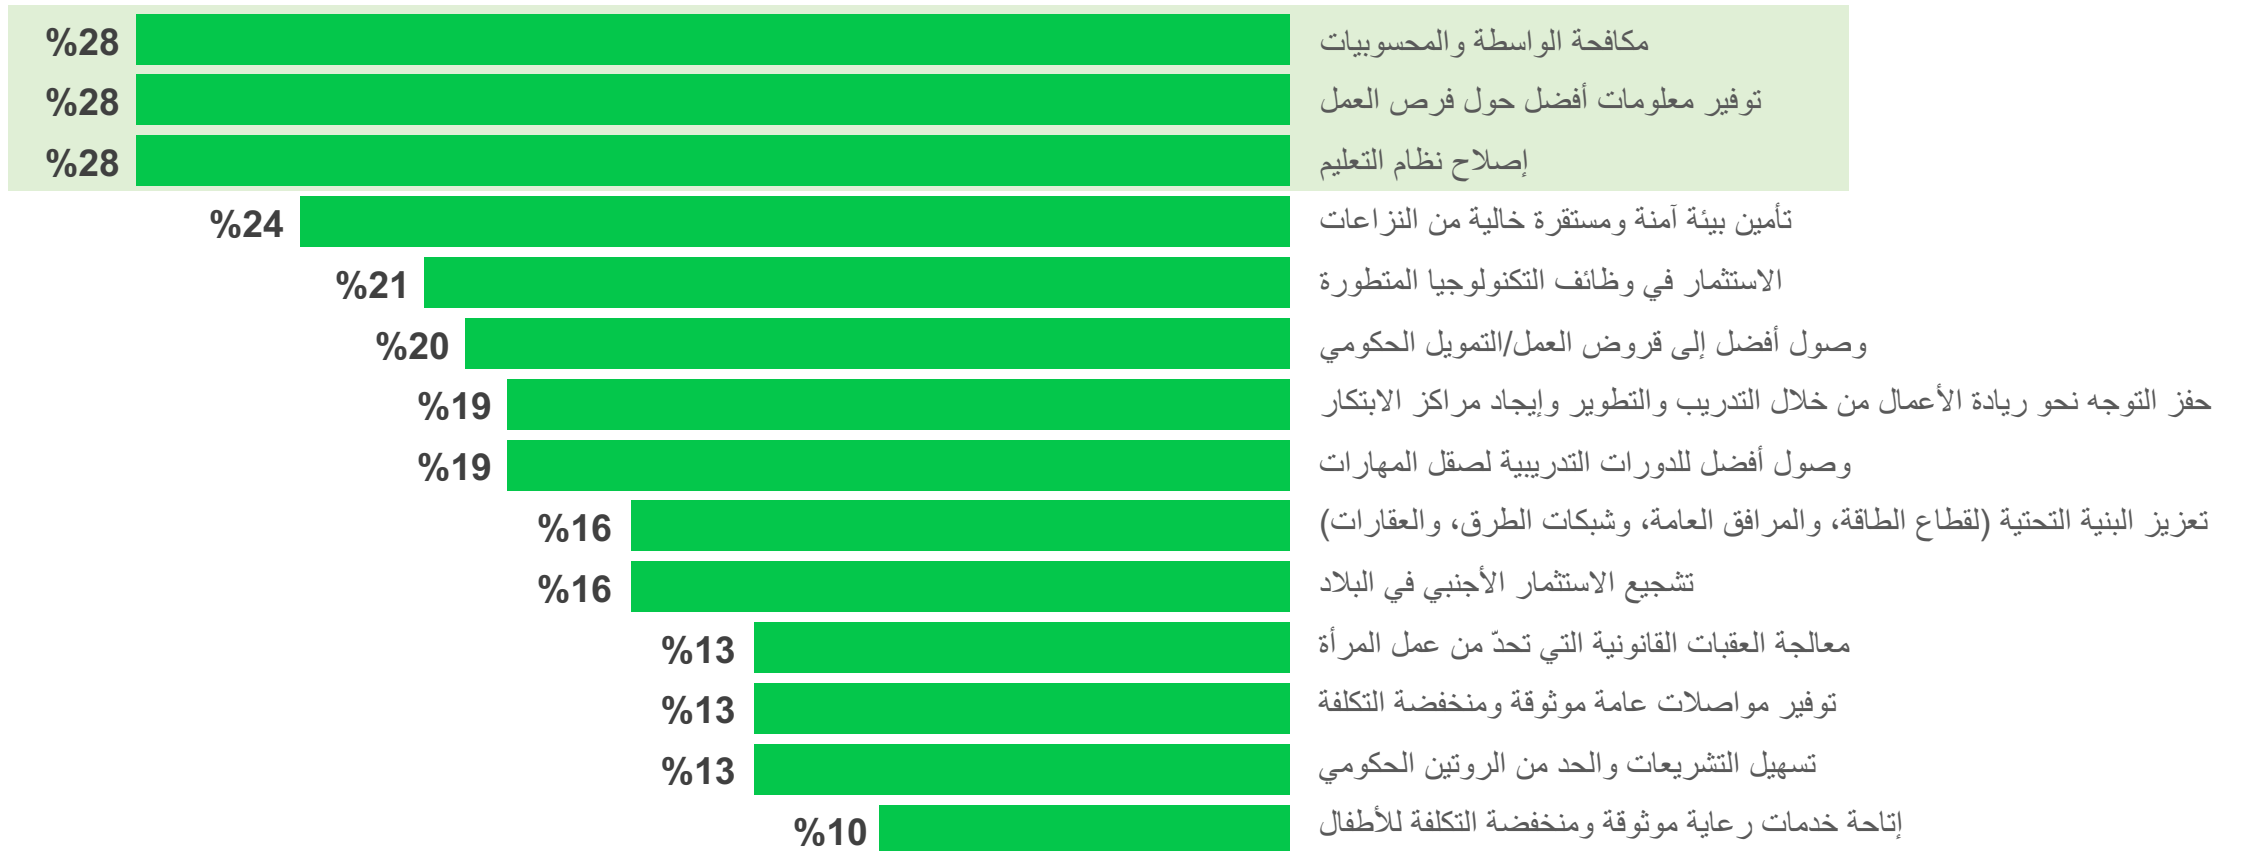 مكافحة الواسطة والمحسوبيات %28
توفير معلومات أفضل حول فرص العمل %28
إصلاح نظام التعليم %28
تأمين بيئة آمنة ومستقرة خالية من النزاعات %24
الاستثمار في وظائف التكنولوجيا المتطورة %21
وصول أفضل إلى قروض العمل/التمويل الحكومي %20
حفز التوجه نحو ريادة الأعمال من خلال التدريب والتطوير وإيجاد مراكز الابتكار %19
وصول أفضل للدورات التدريبية لصقل المهارات %19
تعزيز البنية التحتية (لقطاع الطاقة، والمرافق العامة، وشبكات الطرق، والعقارات) %16
تشجيع الاستثمار الأجنبي في البلاد %16
معالجة العقبات القانونية التي تحدّ من عمل المرأة %13
توفير مواصلات عامة موثوقة ومنخفضة التكلفة %13
تسهيل التشريعات والحد من الروتين الحكومي %13
إتاحة خدمات رعاية موثوقة ومنخفضة التكلفة للأطفال %10